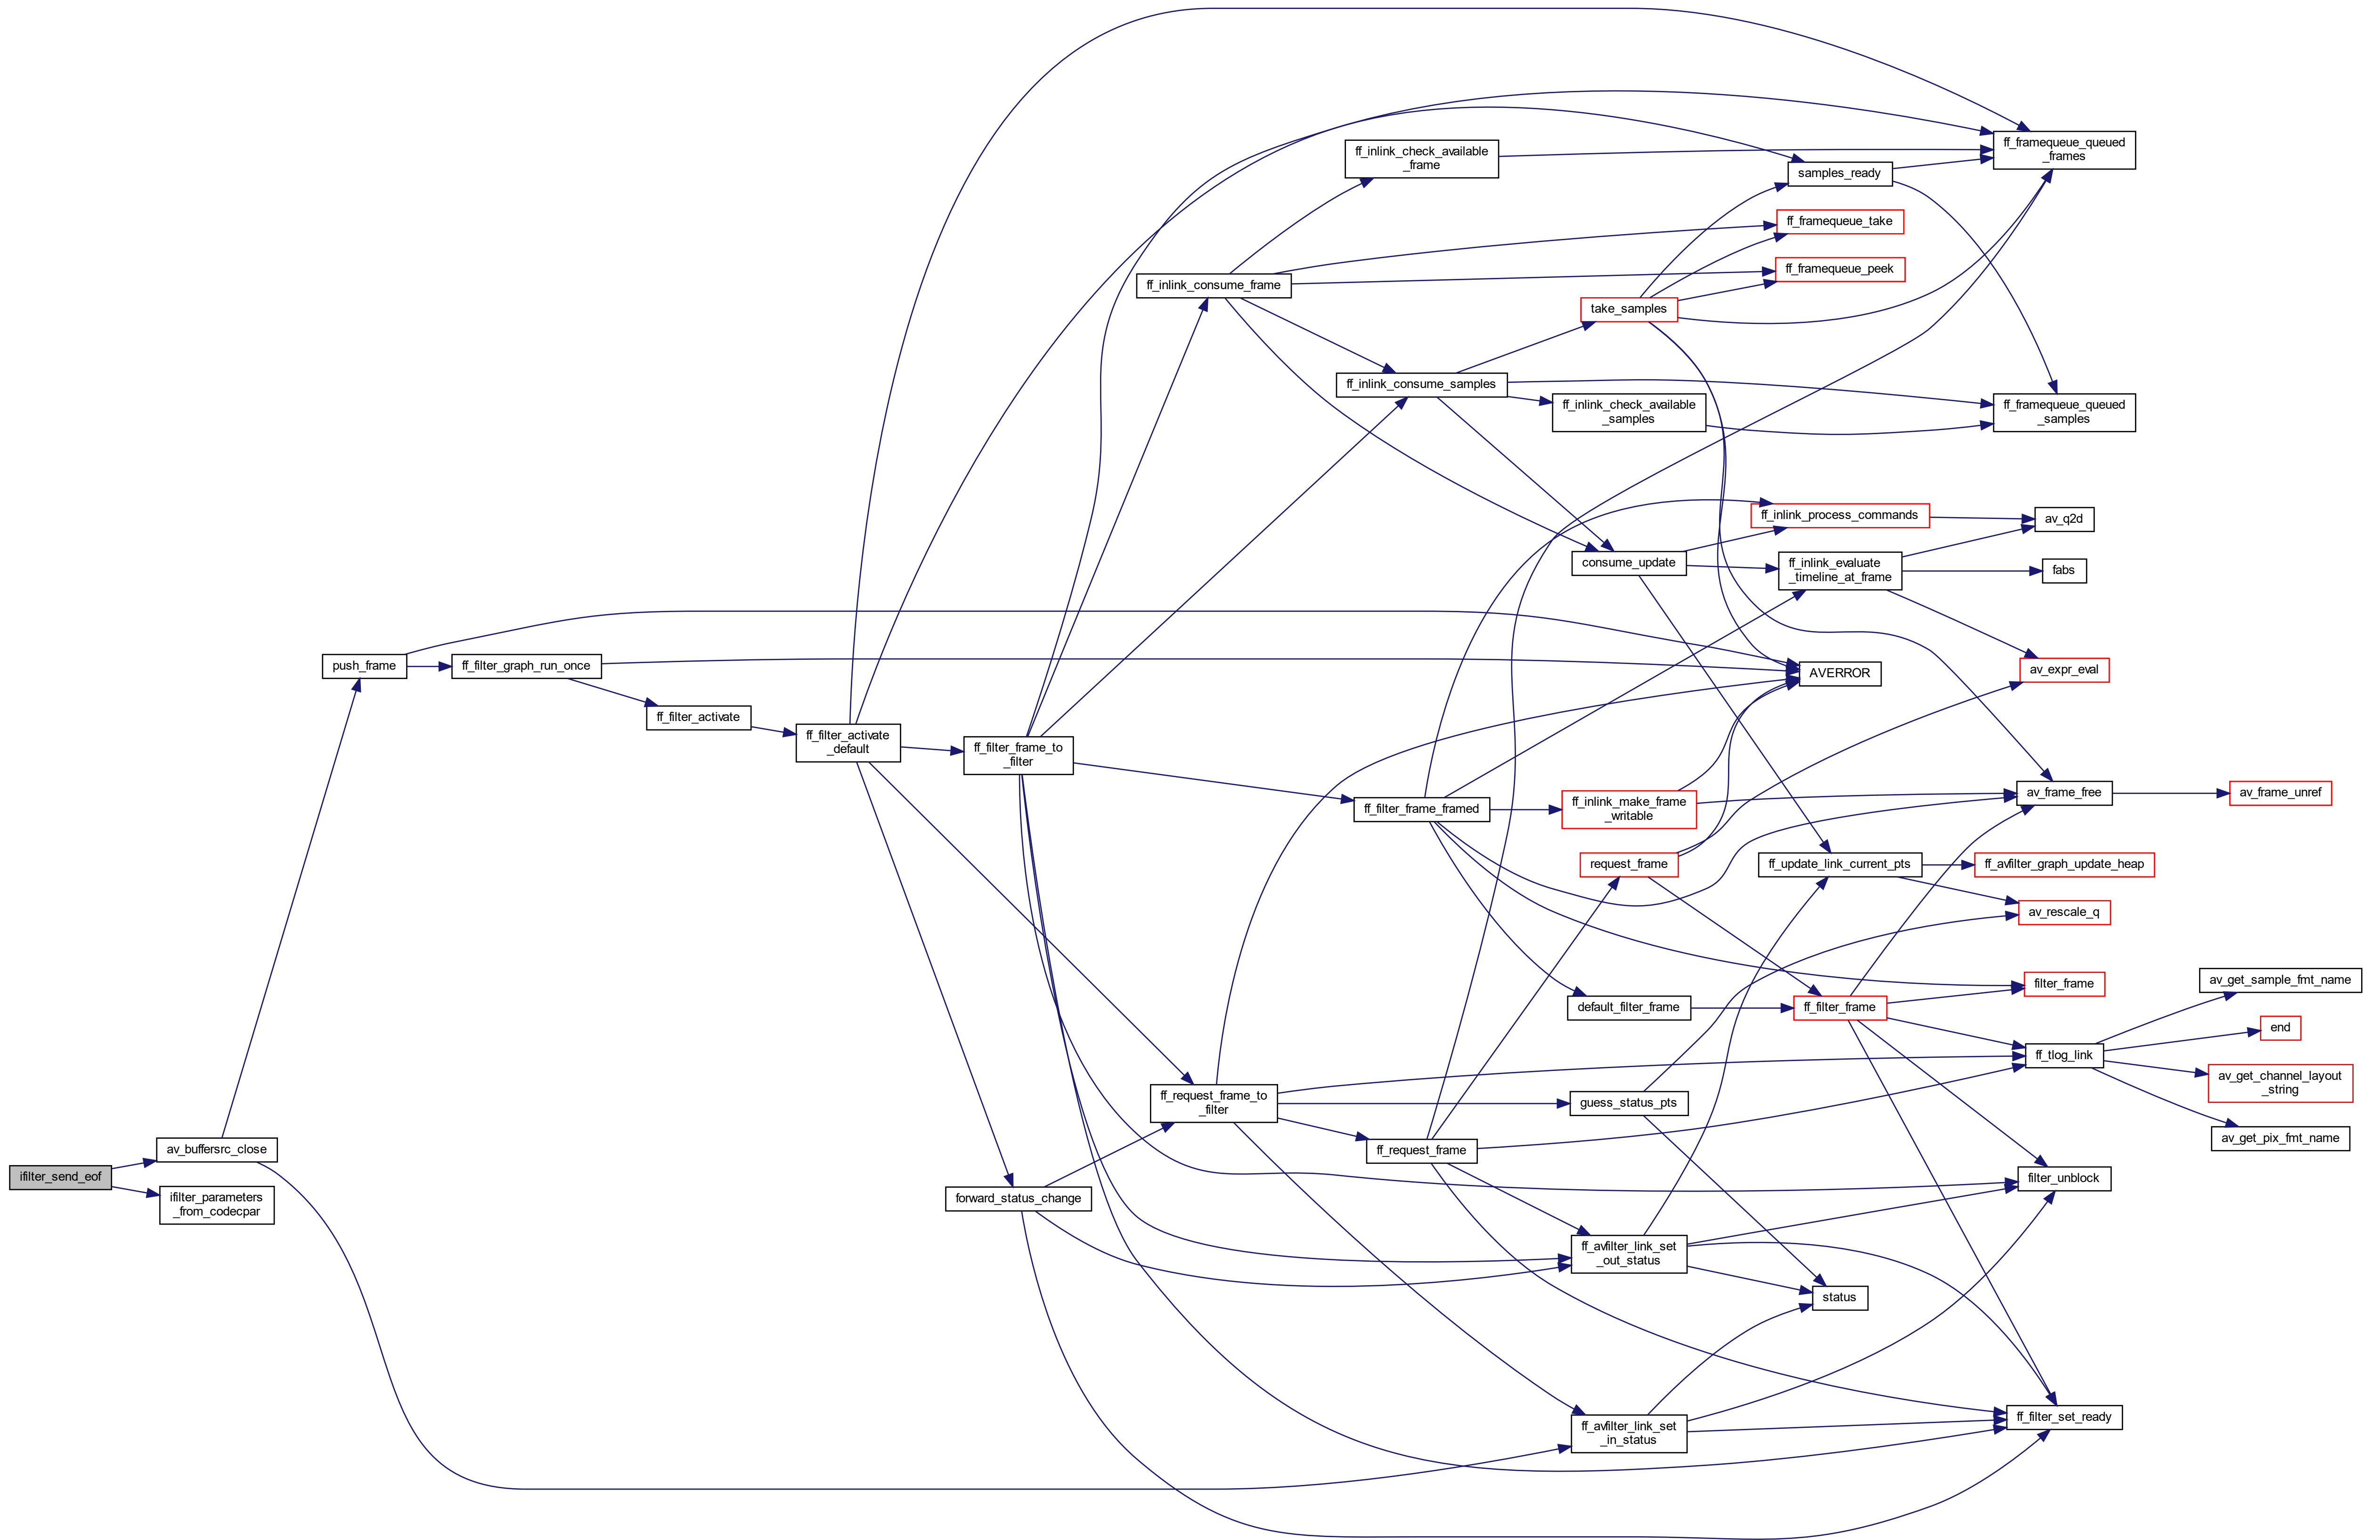 ifilter_send_eof
av_buffersrc_close
ifilter_parameters
_from_codecpar
push_frame
ff_filter_graph_run_once
ff_filter_activate
ff_filter_activate
_default
ff_filter_frame_to
_filter
forward_status_change
ff_inlink_consume_frame
ff_request_frame_to
_filter
ff_inlink_check_available
_frame
ff_inlink_consume_samples
ff_filter_frame_framed
ff_request_frame
take_samples
ff_inlink_check_available
_samples
consume_update
ff_inlink_make_frame
_writable
request_frame
default_filter_frame
guess_status_pts
ff_avfilter_link_set
_out_status
ff_avfilter_link_set
_in_status
samples_ready
ff_framequeue_take
ff_framequeue_peek
ff_inlink_process_commands
ff_inlink_evaluate
_timeline_at_frame
AVERROR
ff_update_link_current_pts
ff_filter_frame
status
ff_framequeue_queued
_frames
ff_framequeue_queued
_samples
av_q2d
fabs
av_expr_eval
av_frame_free
ff_avfilter_graph_update_heap
av_rescale_q
filter_frame
ff_tlog_link
filter_unblock
ff_filter_set_ready
av_frame_unref
av_get_sample_fmt_name
end
av_get_channel_layout
_string
av_get_pix_fmt_name